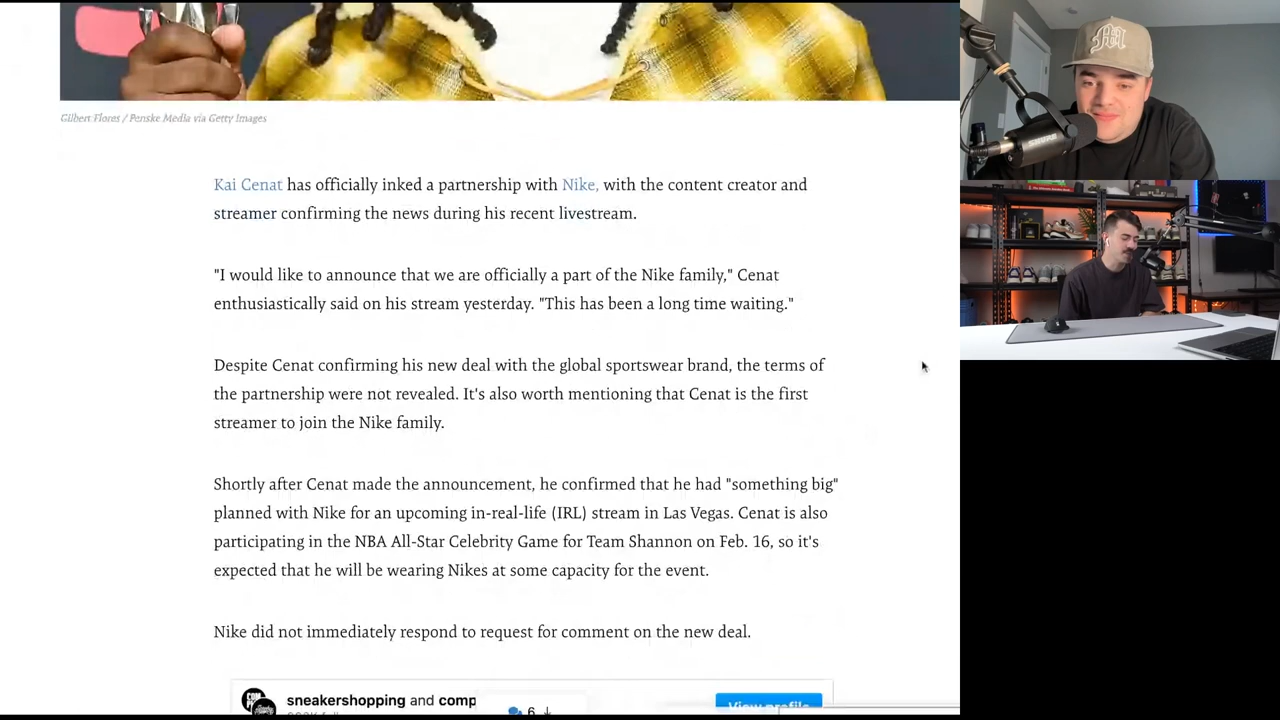 Gilbert Flores / Penske Media via Getty Images
Kai Cenat has officially inked a partnership with Nike, with the content creator and
streamer confirming the news during his recent livestream.
"I would like to announce that we are officially a part of the Nike family," Cenat
enthusiastically said on his stream yesterday. "This has been a long time waiting."
Despite Cenat confirming his new deal with the global sportswear brand, the terms of
the partnership were not revealed. It's also worth mentioning that Cenat is the first
streamer to join the Nike family.
Shortly after Cenat made the announcement, he confirmed that he had "something big"
planned with Nike for an upcoming in-real-life (IRL) stream in Las Vegas. Cenat is also
participating in the NBA All-Star Celebrity Game for Team Shannon on Feb. 16, so it's
expected that he will be wearing Nikes at some capacity for the event.
Nike did not immediately respond to request for comment on the new deal.
sneakershopping and comp
View profile
6
SHURE